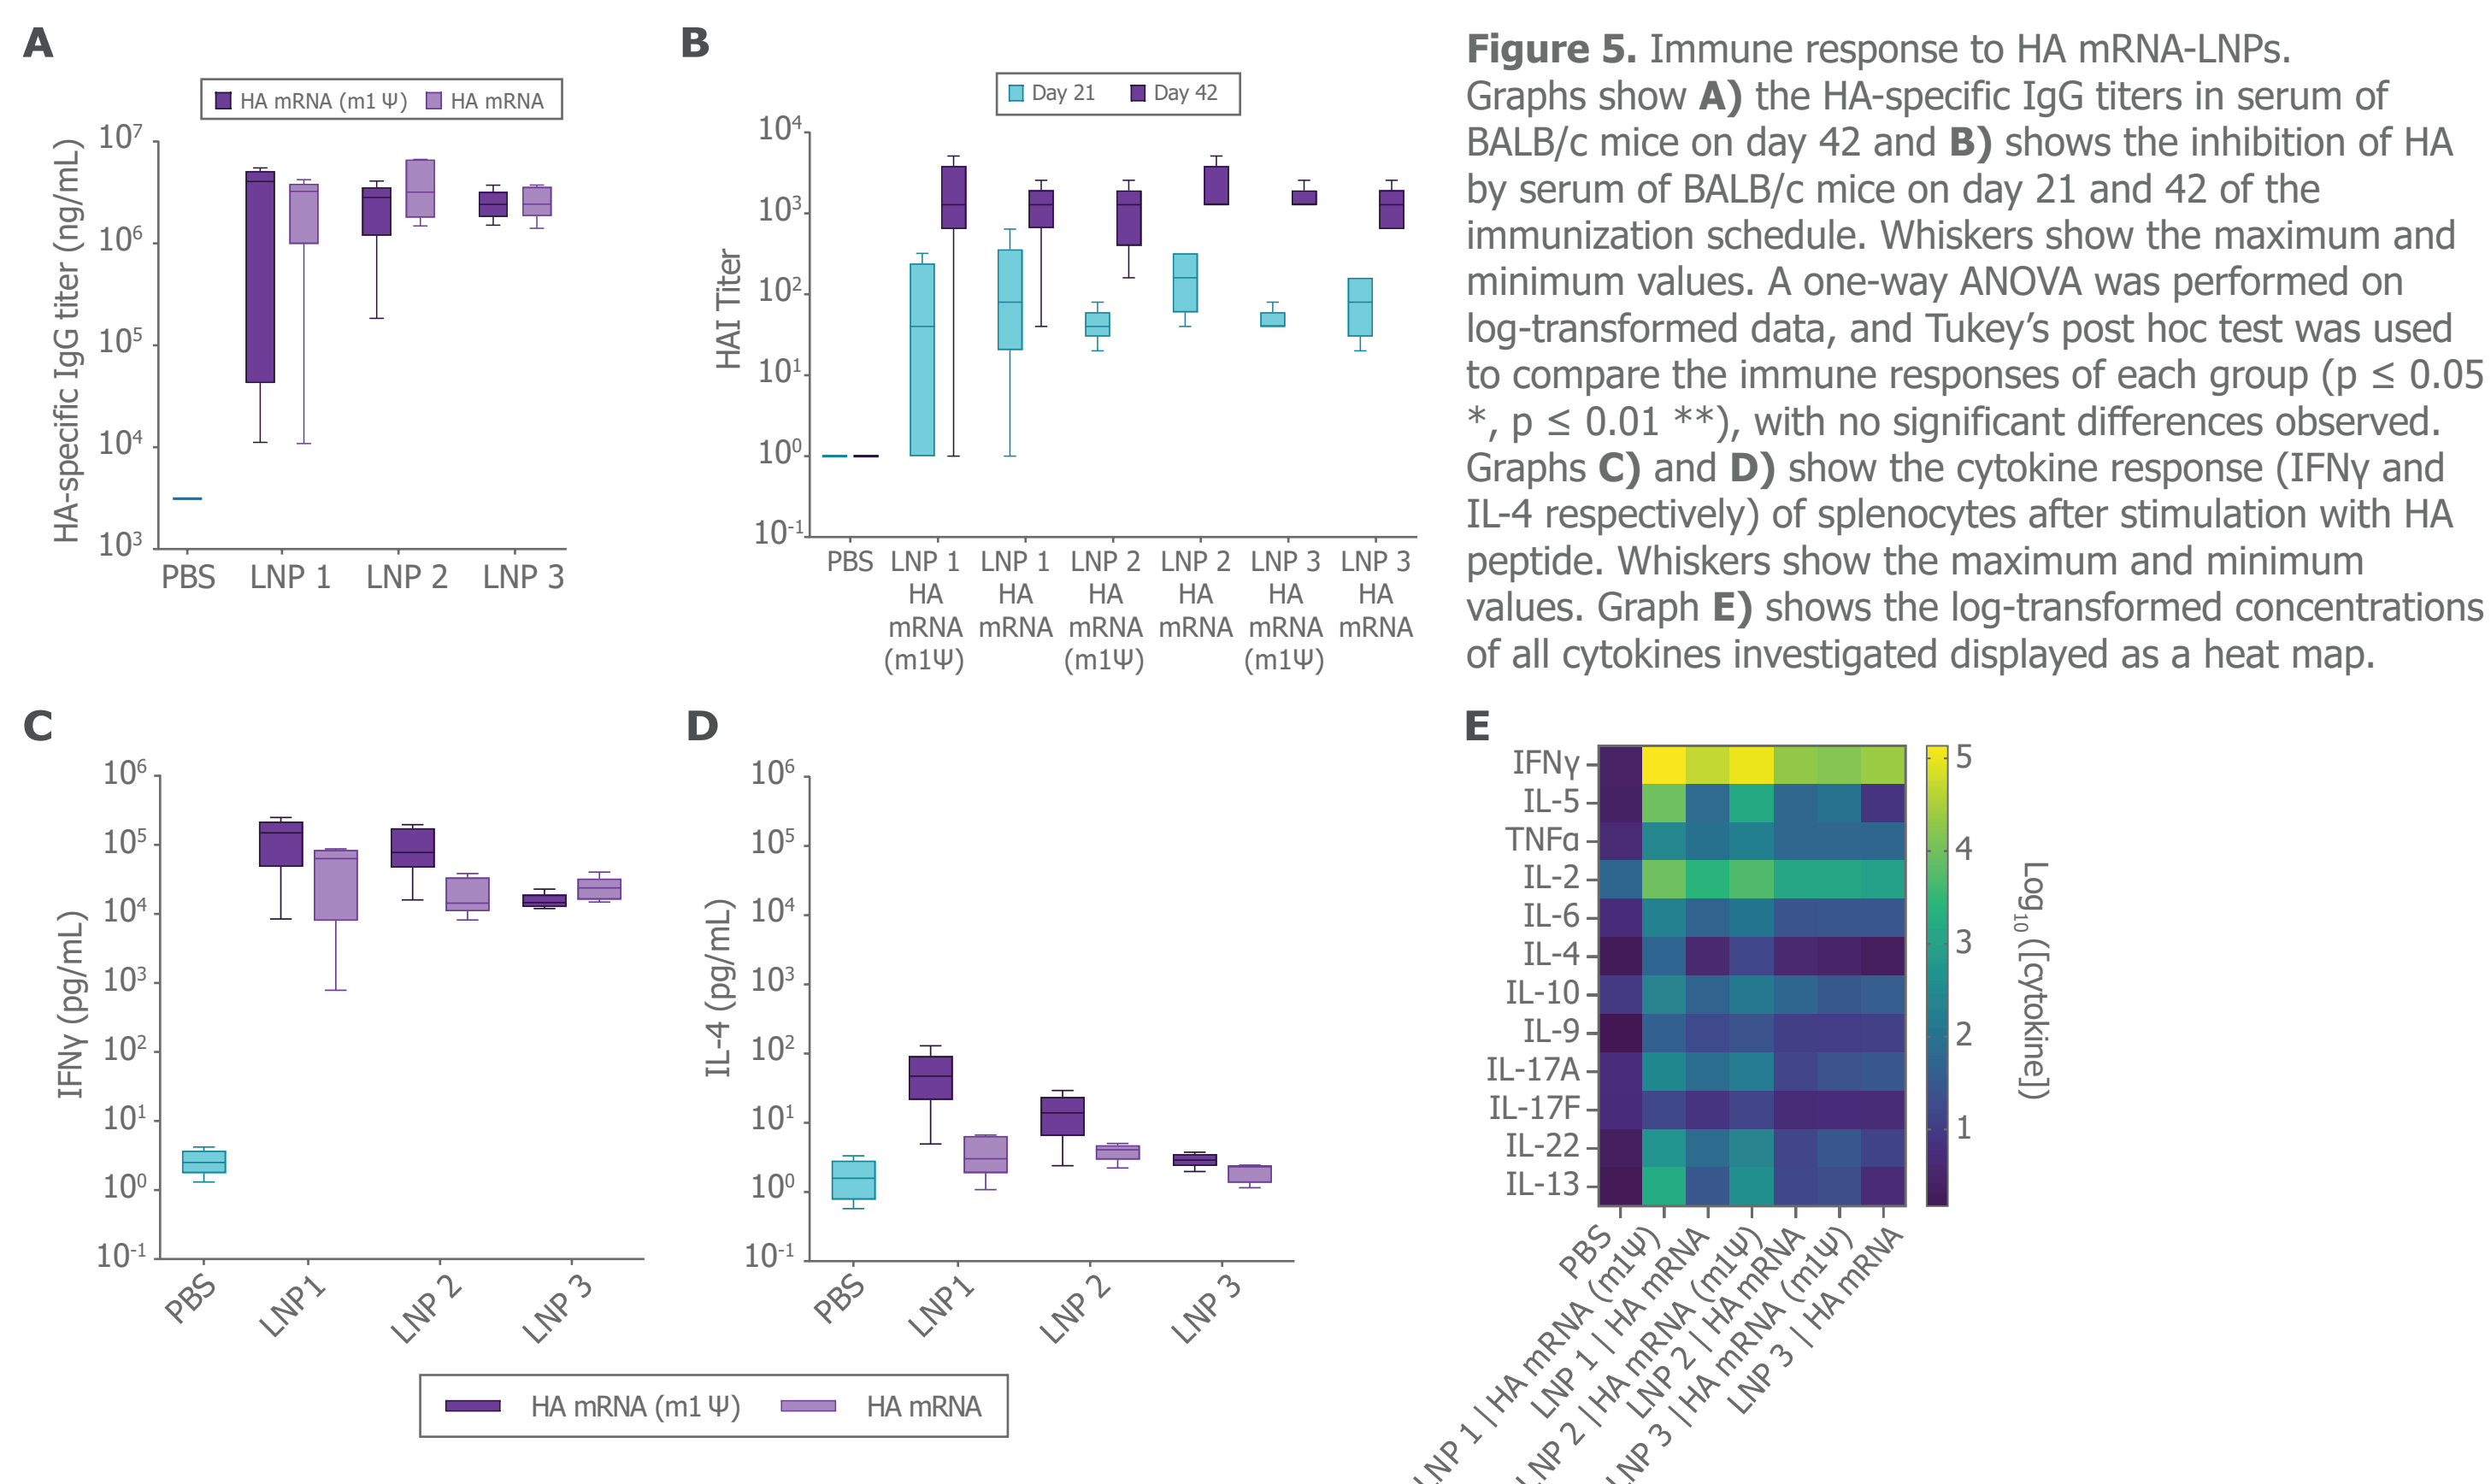 A
HA mRNA (m1 Ψ) HA mRNA
HA-specific IgG titer (ng/mL)
10⁷
10⁶
10⁵
10⁴
10³
PBS LNP 1 LNP 2 LNP 3
B
Day 21 Day 42
HAI Titer
10⁴
10³
10²
10¹
10⁰
10⁻¹
PBS LNP 1 LNP 1 LNP 2 LNP 2 LNP 3 LNP 3
HA HA HA HA HA HA
mRNA mRNA mRNA mRNA mRNA mRNA
(m1Ψ) (m1Ψ) (m1Ψ)
Figure 5. Immune response to HA mRNA-LNPs.
Graphs show A) the HA-specific IgG titers in serum of
BALB/c mice on day 42 and B) shows the inhibition of HA
by serum of BALB/c mice on day 21 and 42 of the
immunization schedule. Whiskers show the maximum and
minimum values. A one-way ANOVA was performed on
log-transformed data, and Tukey’s post hoc test was used
to compare the immune responses of each group (p ≤ 0.05
*, p ≤ 0.01 **), with no significant differences observed.
Graphs C) and D) show the cytokine response (IFNγ and
IL-4 respectively) of splenocytes after stimulation with HA
peptide. Whiskers show the maximum and minimum
values. Graph E) shows the log-transformed concentrations
of all cytokines investigated displayed as a heat map.
C
IFNγ (pg/mL)
10⁶
10⁵
10⁴
10³
10²
10¹
10⁰
10⁻¹
PBS LNP1 LNP 2 LNP 3
D
IL-4 (pg/mL)
10⁶
10⁵
10⁴
10³
10²
10¹
10⁰
10⁻¹
PBS LNP1 LNP 2 LNP 3
HA mRNA (m1 Ψ) HA mRNA
E
IFNγ
IL-5
TNFα
IL-2
IL-6
IL-4
IL-10
IL-9
IL-17A
IL-17F
IL-22
IL-13
5
4
3
2
1
Log₁₀([cytokine])
PBS
LNP 1 | HA mRNA (m1Ψ)
LNP 1 | HA mRNA
LNP 2 | HA mRNA (m1Ψ)
LNP 2 | HA mRNA
LNP 3 | HA mRNA (m1Ψ)
LNP 3 | HA mRNA